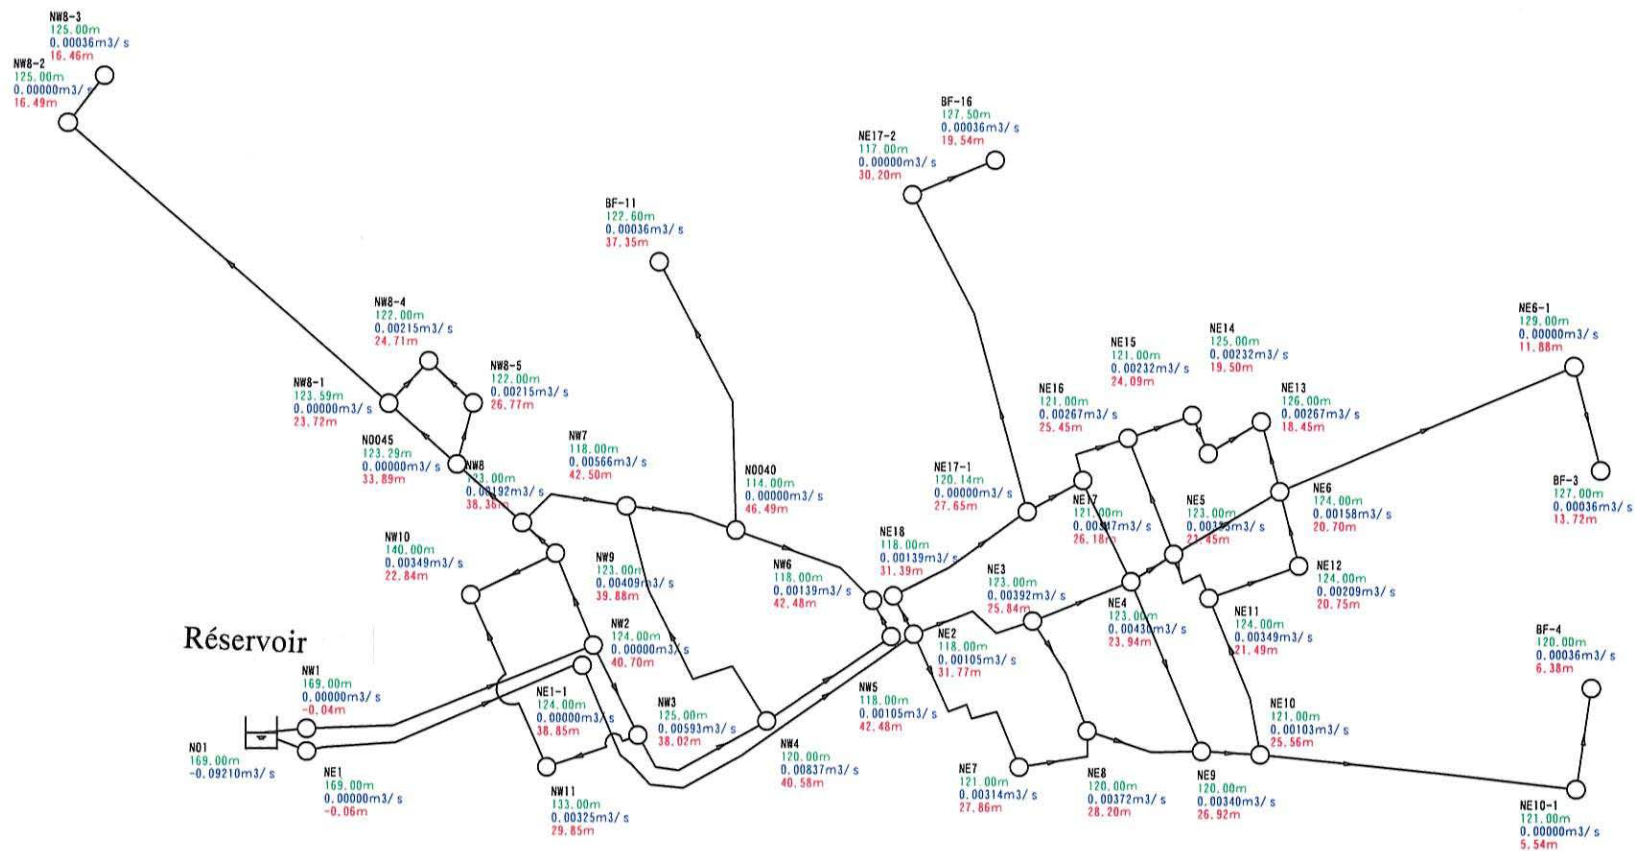 NW8-3
125.00m
0.00036m3/s
16.46m
NW8-2
125.00m
0.00000m3/s
16.49m
BF-16
127.50m
0.00036m3/s
19.54m
NE17-2
117.00m
0.00000m3/s
30.20m
BF-11
122.60m
0.00036m3/s
37.35m
NW8-4
122.00m
0.00215m3/s
24.71m
NW8-5
122.00m
0.00215m3/s
26.77m
NW8-1
123.59m
0.00000m3/s
23.72m
N0045
123.29m
0.00000m3/s
33.89m
NW8
123.00m
0.00192m3/s
38.36m
NW7
118.00m
0.00566m3/s
42.50m
N0040
114.00m
0.00000m3/s
46.49m
NE6-1
129.00m
0.00000m3/s
11.88m
NE14
125.00m
0.00232m3/s
19.50m
NE15
121.00m
0.00232m3/s
24.09m
NE16
121.00m
0.00267m3/s
25.45m
NE13
126.00m
0.00267m3/s
18.45m
NE17-1
120.14m
0.00000m3/s
27.65m
NE17
121.00m
26.18m
NE5
123.00m
NE6
124.00m
0.00158m3/s
20.70m
BF-3
127.00m
0.00036m3/s
13.72m
NW10
140.00m
0.00349m3/s
22.84m
NW9
123.00m
0.00409m3/s
39.88m
NW6
118.00m
0.00139m3/s
42.48m
NE18
118.00m
0.00139m3/s
31.39m
NE3
123.00m
0.00392m3/s
25.84m
NE4
123.00m
0.00430m3/s
23.94m
NE12
124.00m
0.00209m3/s
20.75m
NE11
124.00m
0.00349m3/s
21.49m
Réservoir
NW2
124.00m
0.00000m3/s
40.70m
NE2
118.00m
0.00105m3/s
31.77m
BF-4
120.00m
0.00036m3/s
6.38m
NW1
169.00m
0.00000m3/s
-0.04m
NE1-1
124.00m
0.00000m3/s
38.85m
NW3
125.00m
0.00593m3/s
38.02m
NW5
118.00m
0.00105m3/s
42.48m
NE10
121.00m
0.00103m3/s
25.56m
N01
169.00m
-0.09210m3/s
NE1
169.00m
0.00000m3/s
-0.06m
NW11
133.00m
0.00325m3/s
29.85m
NW4
120.00m
0.00837m3/s
40.58m
NE7
121.00m
0.00314m3/s
27.86m
NE8
120.00m
0.00372m3/s
28.20m
NE9
120.00m
0.00340m3/s
26.92m
NE10-1
121.00m
0.00000m3/s
5.54m